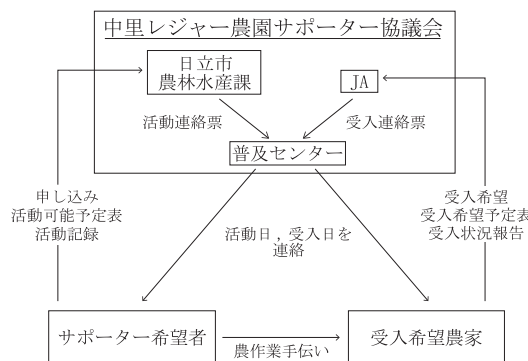 中里レジャー農園サポーター協議会
日立市
農林水産課
JA
活動連絡票
受入連絡票
普及センター
申し込み
活動可能予定表
活動記録
受入希望
受入希望予定表
受入状況報告
活動日,受入日を
連絡
サポーター希望者
農作業手伝い
受入希望農家